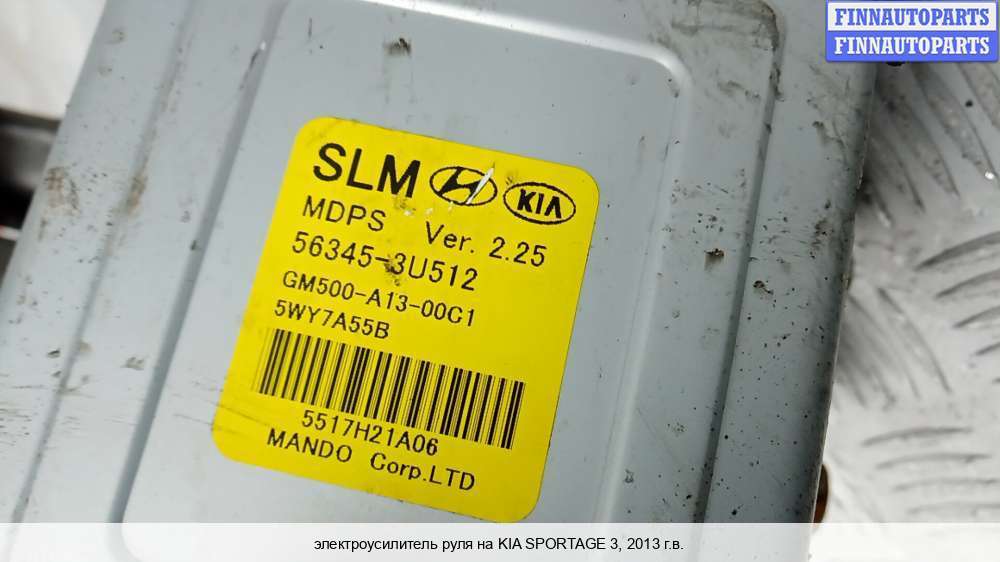 FINNAUTOPARTS
FINNAUTOPARTS
SLM KIA
MDPS Ver. 2.25
56345-3U512
GM500-A13-00C1
5WY7A55B
5517H21A06
MANDO Corp.LTD
электроусилитель руля на KIA SPORTAGE 3, 2013 г.в.